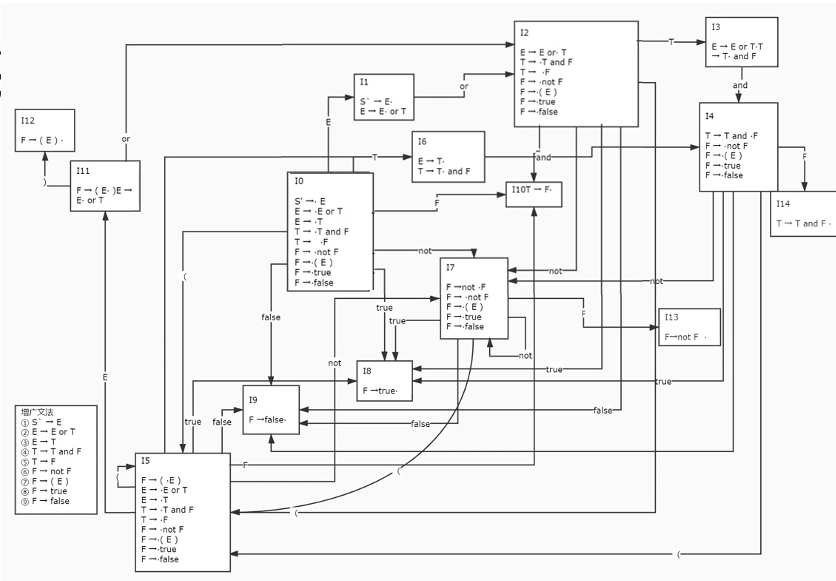 I2
E → E or· T
T → ·T and F
T → ·F
F → ·not F
F →·( E )
F →·true
F →·false
T
I3
E → E or T·T
→ T· and F
and
I1
S` → E·
E → E· or T
or
I12
F → ( E ) ·
or
I4
T → T and ·F
F → ·not F
F →·( E )
F →·true
F →·false
E
I6
E → T·
T → T· and F
T
and
F
I11
F → ( E· )E →
E· or T
)
I0
S' → · E
E → ·E or T
E → ·T
T → ·T and F
T → ·F
F → ·not F
F →·( E )
F →·true
F →·false
F
I10T → F·
I14
T → T and F ·
not
I7
F →not ·F
F → ·not F
F →·( E )
F →·true
F →·false
not
not
(
true
false
true
F
I13
F→not F ·
not
not
I8
F →true·
true
true
E
I9
F →false·
true
false
false
false
增广文法
① S` → E
② E → E or T
③ E → T
④ T → T and F
⑤ T → F
⑥ F → not F
⑦ F → ( E )
⑧ F → true
⑨ F → false
I5
F → ( ·E )
E → ·E or T
E → ·T
T → ·T and F
T → ·F
F → ·not F
F →·( E )
F →·true
F →·false
(
F
(
(
(